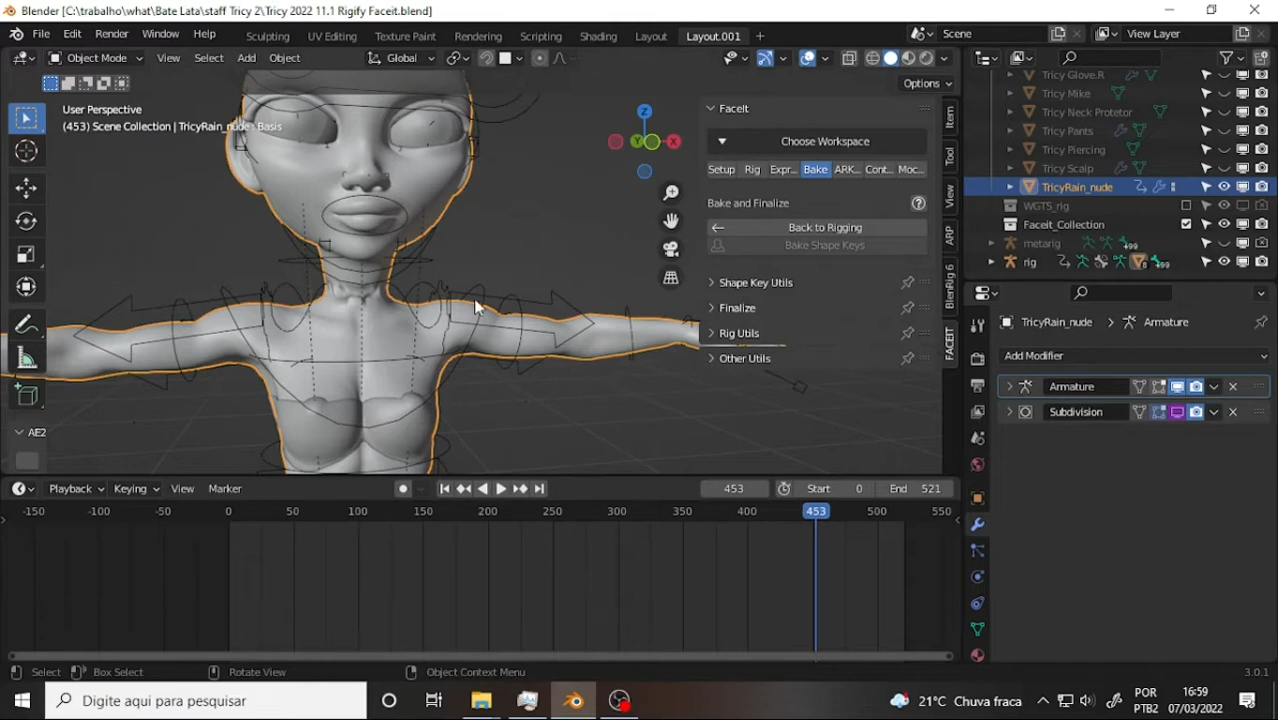 Blender [C:\trabalho\what\Bate Lata\staff Tricy 2\Tricy 2022 11.1 Rigify Faceit.blend]
File Edit Render Window Help Sculpting UV Editing Texture Paint Rendering Scripting Shading Layout Layout.001 + Scene View Layer
Object Mode View Select Add Object Global
Options
User Perspective
(453) Scene Collection | TricyRain_nude : Basis
X
Y
Z
AE2
FaceIt
Choose Workspace
Setup Rig Expr... Bake ARK... Cont... Moc...
Bake and Finalize
Back to Rigging
Bake Shape Keys
Shape Key Utils
Finalize
Rig Utils
Other Utils
Item
Tool
View
ARP
BlenRig 6
FACEIT
Tricy Glove.R
Tricy Mike
Tricy Neck Protetor
Tricy Pants
Tricy Piercing
Tricy Scalp
TricyRain_nude
WGTS_rig
Faceit_Collection
metarig 99
rig 6 99
TricyRain_nude > Armature
Add Modifier
Armature
Subdivision
Playback Keying View Marker 453 Start 0 End 521
-150 -100 -50 0 50 100 150 200 250 300 350 400 453 500 550
Select Box Select Rotate View Object Context Menu 3.0.1
Digite aqui para pesquisar
21°C Chuva fraca
POR
PTB2
16:59
07/03/2022